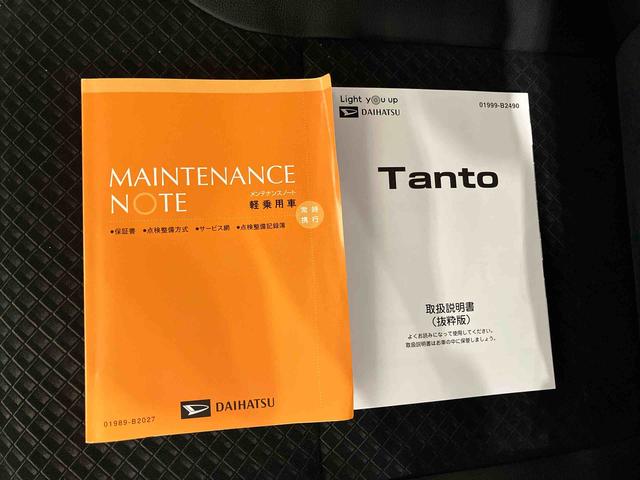 MAINTENANCE
NOTE
メンテナンスノート
軽乗用車
常時
携行
●保証書 ●点検整備方式 ●サービス網 ●点検整備記録簿
DAIHATSU
01989-B2027
Light you up
DAIHATSU
01999-B2490
Tanto
取扱説明書
(抜粋版)
よくお読みになって使用してください。
取扱説明書はお車の中に保管しましょう。